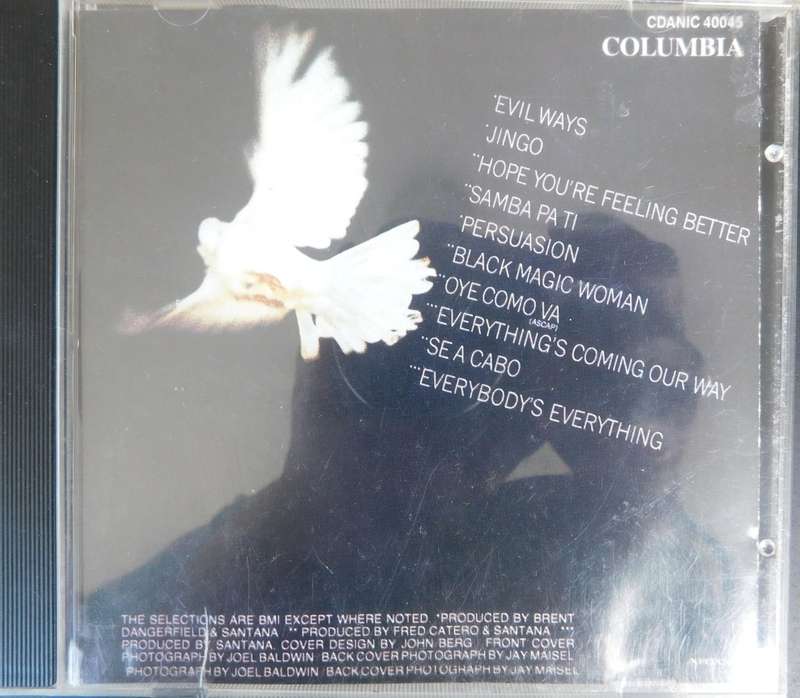 CDANIC 40045
COLUMBIA
*EVIL WAYS
*JINGO
**HOPE YOU'RE FEELING BETTER
**SAMBA PA TI
*PERSUASION
**BLACK MAGIC WOMAN
**OYE COMO VA
(ASCAP)
***EVERYTHING'S COMING OUR WAY
**SE A CABO
***EVERYBODY'S EVERYTHING
THE SELECTIONS ARE BMI EXCEPT WHERE NOTED. *PRODUCED BY BRENT
DANGERFIELD & SANTANA / ** PRODUCED BY FRED CATERO & SANTANA ***
PRODUCED BY SANTANA. COVER DESIGN BY JOHN BERG FRONT COVER
PHOTOGRAPH BY JOEL BALDWIN / BACK COVER PHOTOGRAPH BY JAY MAISEL
PHOTOGRAPH BY JOEL BALDWIN / BACK COVER PHOTOGRAPH BY JAY MAISEL